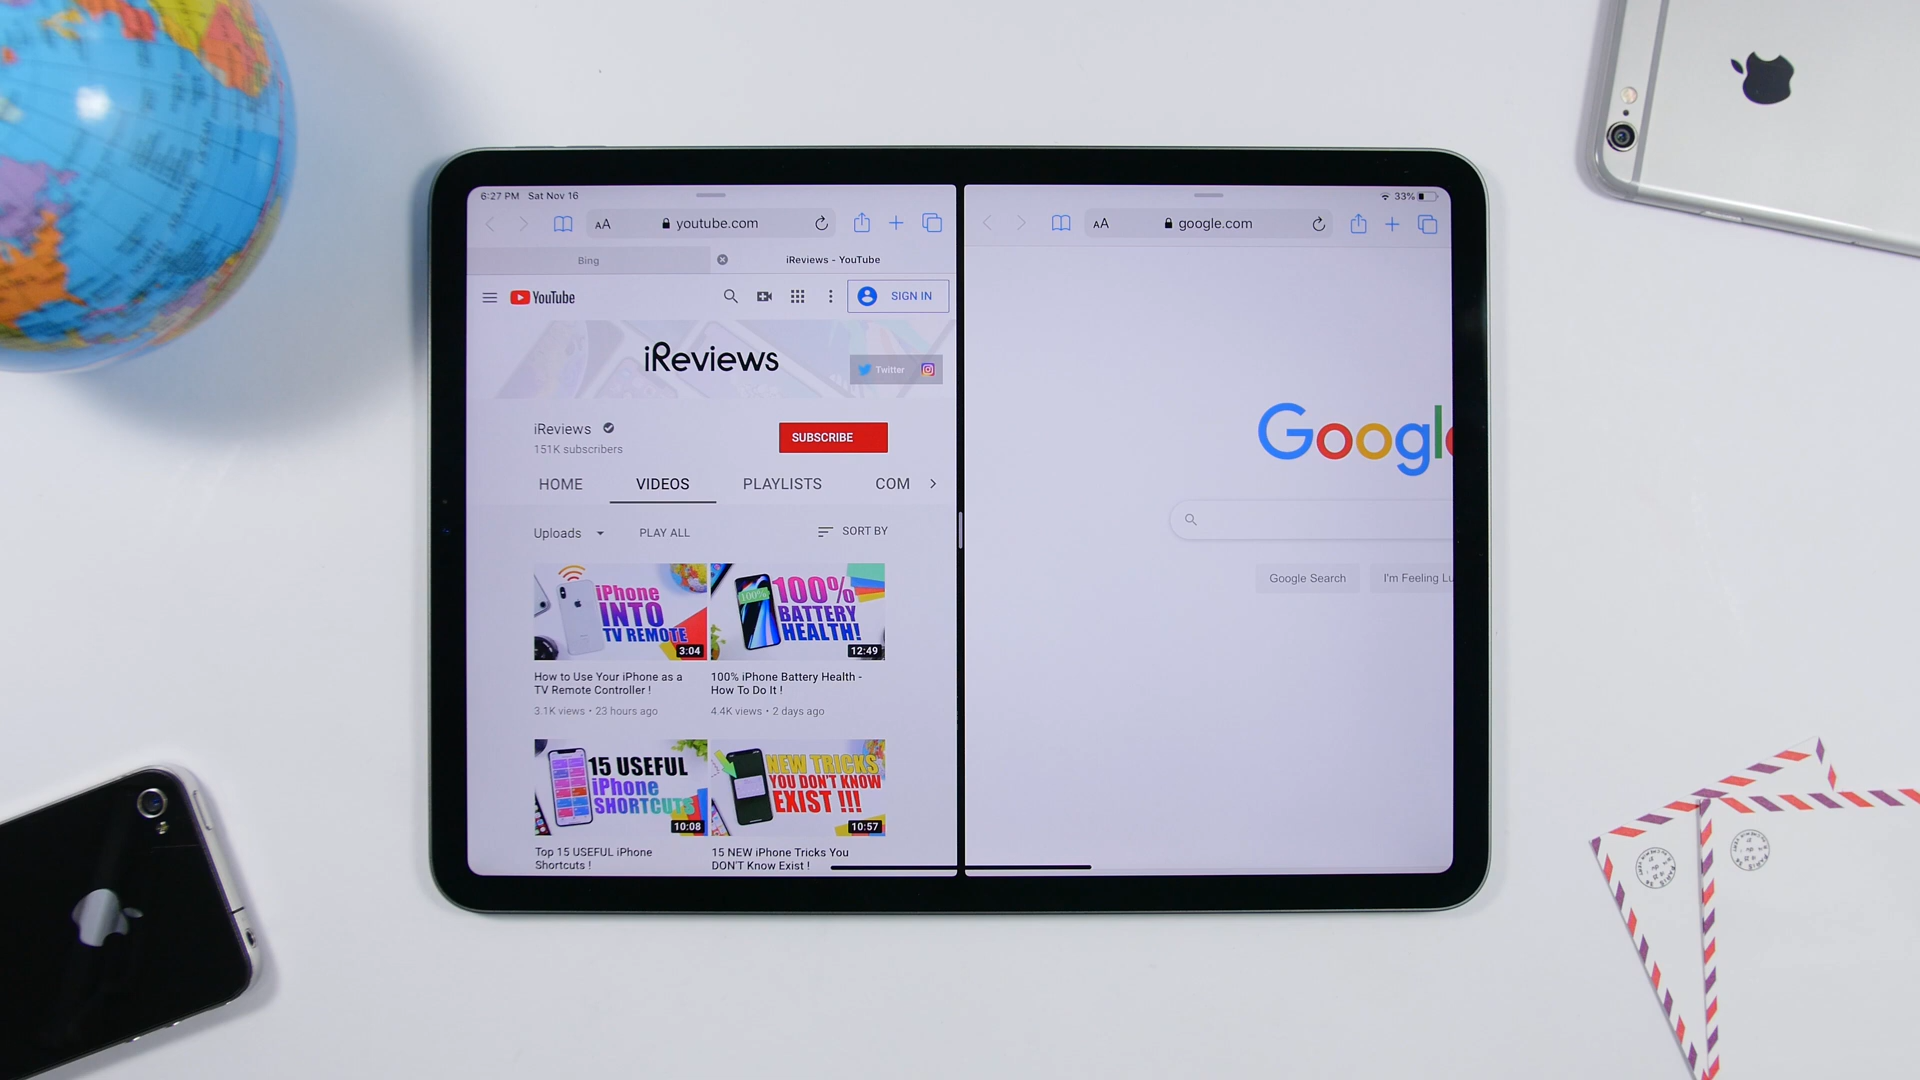 6:27 PM Sat Nov 16
33%
AA youtube.com
AA google.com
Bing
iReviews - YouTube
YouTube
SIGN IN
iReviews
Twitter
iReviews
151K subscribers
SUBSCRIBE
HOME VIDEOS PLAYLISTS COM
Uploads PLAY ALL SORT BY
iPhone
INTO
TV REMOTE
3:04
100%
100%
BATTERY
HEALTH!
12:49
How to Use Your iPhone as a
TV Remote Controller !
3.1K views • 23 hours ago
100% iPhone Battery Health -
How To Do It !
4.4K views • 2 days ago
15 USEFUL
iPhone
SHORTCUTS
10:08
NEW TRICKS
YOU DON'T KNOW
EXIST !!!
10:57
Top 15 USEFUL iPhone
Shortcuts !
15 NEW iPhone Tricks You
DON'T Know Exist !
Google
Google Search
I'm Feeling Lu